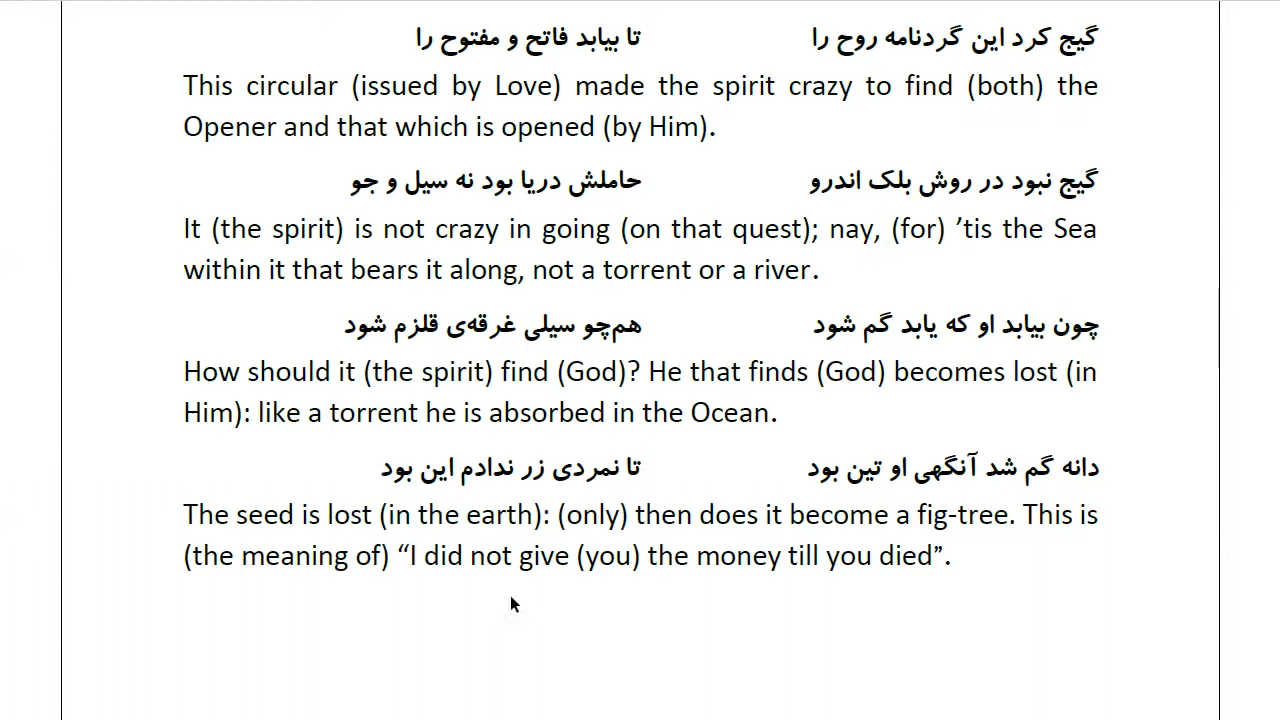 گیج کرد این گردنامه روح را تا بیابد فاتح و مفتوح را
This circular (issued by Love) made the spirit crazy to find (both) the
Opener and that which is opened (by Him).
گیج نبود در روش بلک اندرو حاملش دریا بود نه سیل و جو
It (the spirit) is not crazy in going (on that quest); nay, (for) ’tis the Sea
within it that bears it along, not a torrent or a river.
چون بیابد او که یابد گم شود هم‌چو سیلی غرقه‌ی قلزم شود
How should it (the spirit) find (God)? He that finds (God) becomes lost (in
Him): like a torrent he is absorbed in the Ocean.
دانه گم شد آنگهی او تین بود تا نمردی زر ندادم این بود
The seed is lost (in the earth): (only) then does it become a fig-tree. This is
(the meaning of) “I did not give (you) the money till you died”.